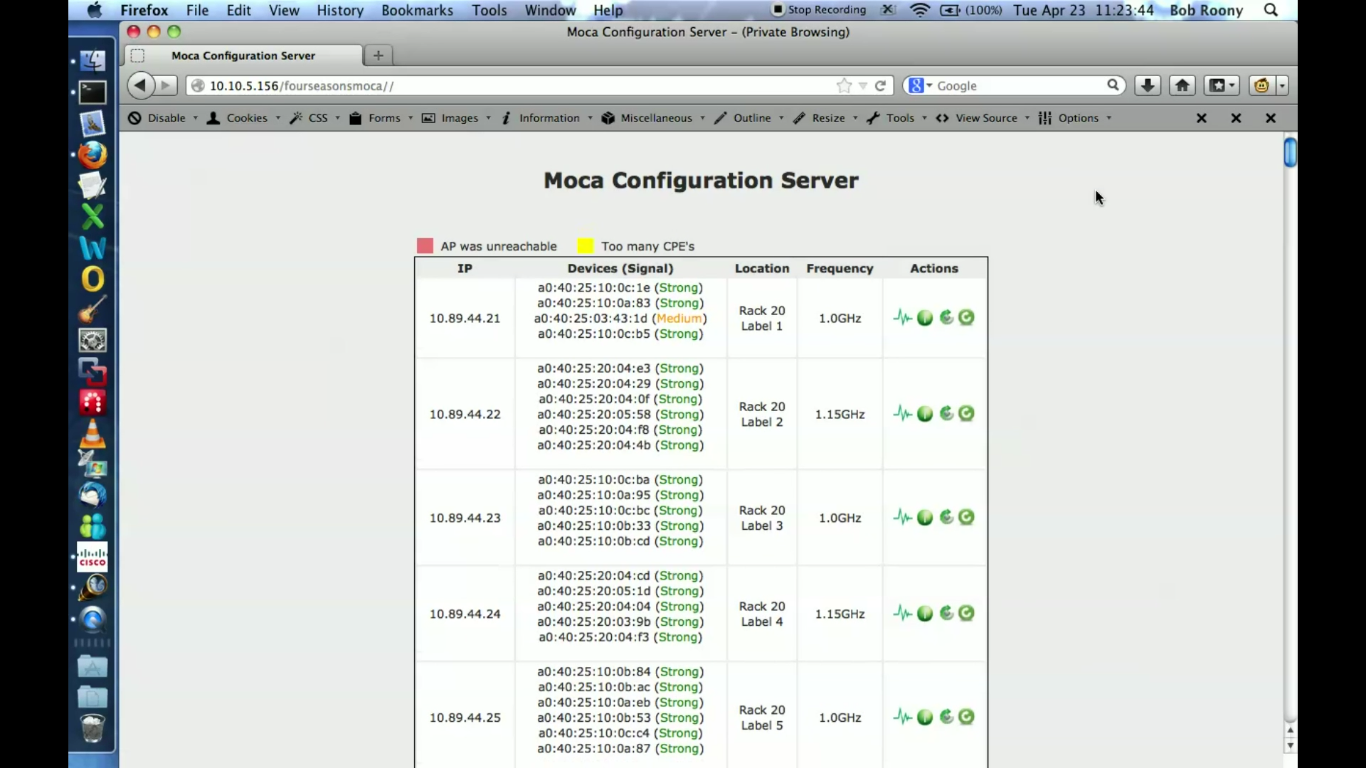 Firefox File Edit View History Bookmarks Tools Window Help Stop Recording (100%) Tue Apr 23 11:23:44 Bob Roony
Moca Configuration Server – (Private Browsing)
Moca Configuration Server
10.10.5.156/fourseasonsmoca//
Google
Disable Cookies CSS Forms Images Information Miscellaneous Outline Resize Tools View Source Options
Moca Configuration Server
AP was unreachable Too many CPE's
IP Devices (Signal) Location Frequency Actions
10.89.44.21
a0:40:25:10:0c:1e (Strong)
a0:40:25:10:0a:83 (Strong)
a0:40:25:03:43:1d (Medium)
a0:40:25:10:0c:b5 (Strong)
Rack 20
Label 1
1.0GHz
10.89.44.22
a0:40:25:20:04:e3 (Strong)
a0:40:25:20:04:29 (Strong)
a0:40:25:20:04:0f (Strong)
a0:40:25:20:05:58 (Strong)
a0:40:25:20:04:f8 (Strong)
a0:40:25:20:04:4b (Strong)
Rack 20
Label 2
1.15GHz
10.89.44.23
a0:40:25:10:0c:ba (Strong)
a0:40:25:10:0a:95 (Strong)
a0:40:25:10:0c:bc (Strong)
a0:40:25:10:0b:33 (Strong)
a0:40:25:10:0b:cd (Strong)
Rack 20
Label 3
1.0GHz
10.89.44.24
a0:40:25:20:04:cd (Strong)
a0:40:25:20:05:1d (Strong)
a0:40:25:20:04:04 (Strong)
a0:40:25:20:03:9b (Strong)
a0:40:25:20:04:f3 (Strong)
Rack 20
Label 4
1.15GHz
10.89.44.25
a0:40:25:10:0b:84 (Strong)
a0:40:25:10:0b:ac (Strong)
a0:40:25:10:0a:eb (Strong)
a0:40:25:10:0b:53 (Strong)
a0:40:25:10:0c:c4 (Strong)
a0:40:25:10:0a:87 (Strong)
Rack 20
Label 5
1.0GHz
CISCO